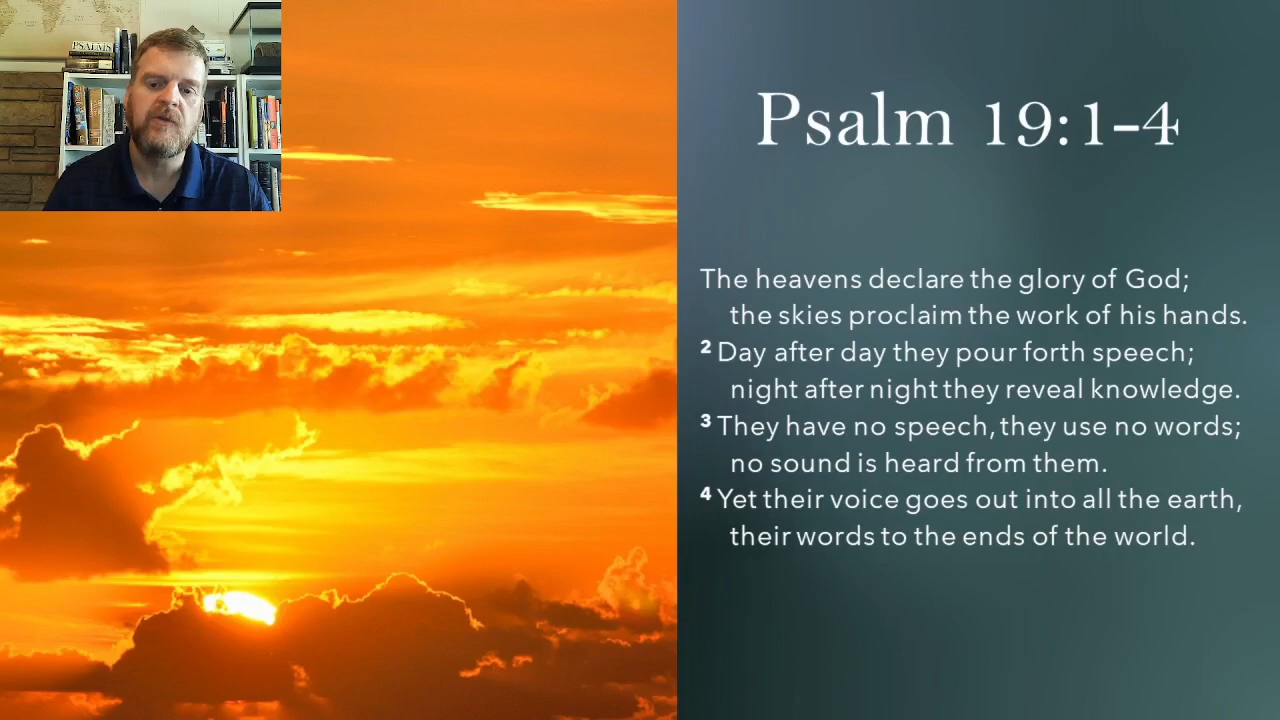 PSALMS
Psalm 19:1-4
The heavens declare the glory of God;
the skies proclaim the work of his hands.
2 Day after day they pour forth speech;
night after night they reveal knowledge.
3 They have no speech, they use no words;
no sound is heard from them.
4 Yet their voice goes out into all the earth,
their words to the ends of the world.